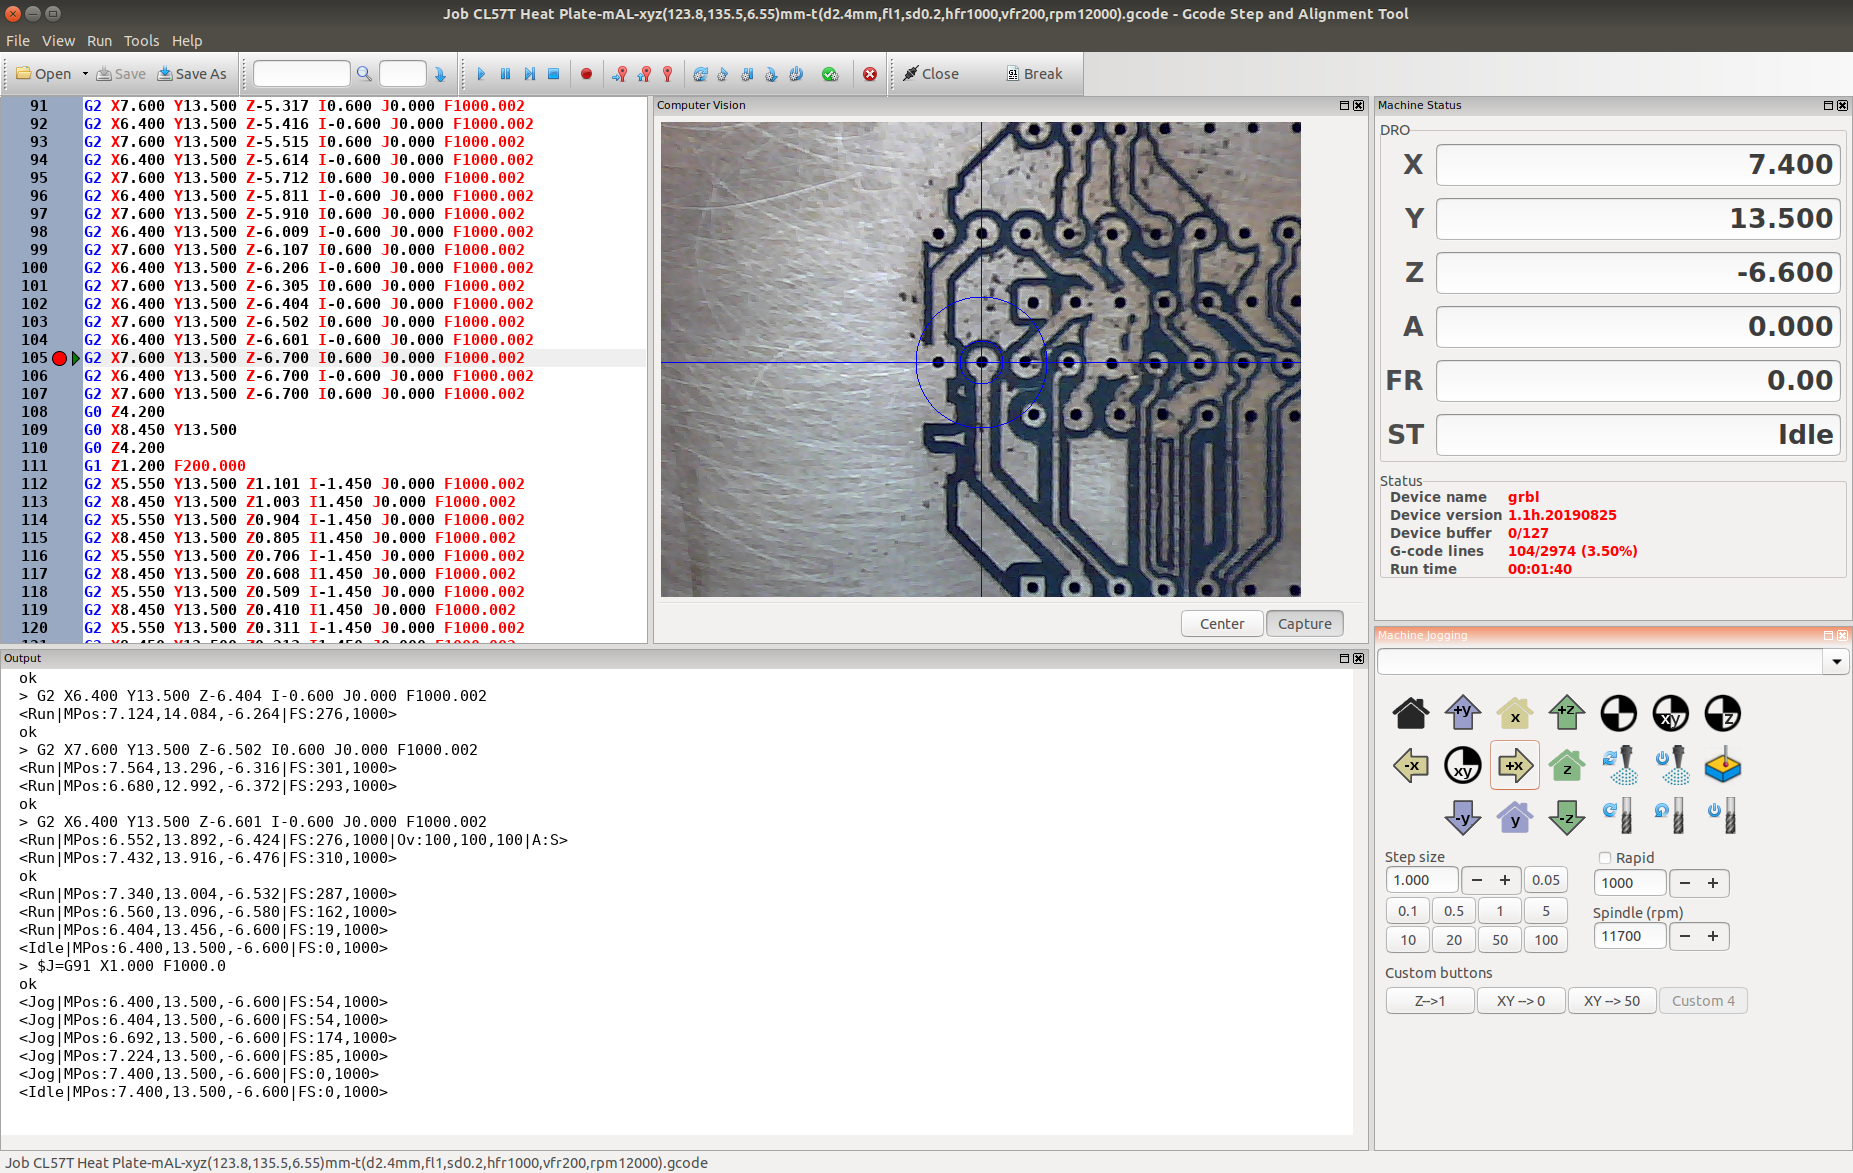 Job CL57T Heat Plate-mAL-xyz(123.8,135.5,6.55)mm-t(d2.4mm,fl1,sd0.2,hfr1000,vfr200,rpm12000).gcode - Gcode Step and Alignment Tool
File View Run Tools Help
Open Save Save As Close Break
91 G2 X7.600 Y13.500 Z-5.317 I0.600 J0.000 F1000.002
92 G2 X6.400 Y13.500 Z-5.416 I-0.600 J0.000 F1000.002
93 G2 X7.600 Y13.500 Z-5.515 I0.600 J0.000 F1000.002
94 G2 X6.400 Y13.500 Z-5.614 I-0.600 J0.000 F1000.002
95 G2 X7.600 Y13.500 Z-5.712 I0.600 J0.000 F1000.002
96 G2 X6.400 Y13.500 Z-5.811 I-0.600 J0.000 F1000.002
97 G2 X7.600 Y13.500 Z-5.910 I0.600 J0.000 F1000.002
98 G2 X6.400 Y13.500 Z-6.009 I-0.600 J0.000 F1000.002
99 G2 X7.600 Y13.500 Z-6.107 I0.600 J0.000 F1000.002
100 G2 X6.400 Y13.500 Z-6.206 I-0.600 J0.000 F1000.002
101 G2 X7.600 Y13.500 Z-6.305 I0.600 J0.000 F1000.002
102 G2 X6.400 Y13.500 Z-6.404 I-0.600 J0.000 F1000.002
103 G2 X7.600 Y13.500 Z-6.502 I0.600 J0.000 F1000.002
104 G2 X6.400 Y13.500 Z-6.601 I-0.600 J0.000 F1000.002
105 G2 X7.600 Y13.500 Z-6.700 I0.600 J0.000 F1000.002
106 G2 X6.400 Y13.500 Z-6.700 I-0.600 J0.000 F1000.002
107 G2 X7.600 Y13.500 Z-6.700 I0.600 J0.000 F1000.002
108 G0 Z4.200
109 G0 X8.450 Y13.500
110 G0 Z4.200
111 G1 Z1.200 F200.000
112 G2 X5.550 Y13.500 Z1.101 I-1.450 J0.000 F1000.002
113 G2 X8.450 Y13.500 Z1.003 I1.450 J0.000 F1000.002
114 G2 X5.550 Y13.500 Z0.904 I-1.450 J0.000 F1000.002
115 G2 X8.450 Y13.500 Z0.805 I1.450 J0.000 F1000.002
116 G2 X5.550 Y13.500 Z0.706 I-1.450 J0.000 F1000.002
117 G2 X8.450 Y13.500 Z0.608 I1.450 J0.000 F1000.002
118 G2 X5.550 Y13.500 Z0.509 I-1.450 J0.000 F1000.002
119 G2 X8.450 Y13.500 Z0.410 I1.450 J0.000 F1000.002
120 G2 X5.550 Y13.500 Z0.311 I-1.450 J0.000 F1000.002
Computer Vision
Center Capture
Machine Status
DRO
X 7.400
Y 13.500
Z -6.600
A 0.000
FR 0.00
ST Idle
Status
Device name grbl
Device version 1.1h.20190825
Device buffer 0/127
G-code lines 104/2974 (3.50%)
Run time 00:01:40
Output
ok
> G2 X6.400 Y13.500 Z-6.404 I-0.600 J0.000 F1000.002
<Run|MPos:7.124,14.084,-6.264|FS:276,1000>
ok
> G2 X7.600 Y13.500 Z-6.502 I0.600 J0.000 F1000.002
<Run|MPos:7.564,13.296,-6.316|FS:301,1000>
<Run|MPos:6.680,12.992,-6.372|FS:293,1000>
ok
> G2 X6.400 Y13.500 Z-6.601 I-0.600 J0.000 F1000.002
<Run|MPos:6.552,13.892,-6.424|FS:276,1000|Ov:100,100,100|A:S>
<Run|MPos:7.432,13.916,-6.476|FS:310,1000>
ok
<Run|MPos:7.340,13.004,-6.532|FS:287,1000>
<Run|MPos:6.560,13.096,-6.580|FS:162,1000>
<Run|MPos:6.404,13.456,-6.600|FS:19,1000>
<Idle|MPos:6.400,13.500,-6.600|FS:0,1000>
> $J=G91 X1.000 F1000.0
ok
<Jog|MPos:6.400,13.500,-6.600|FS:54,1000>
<Jog|MPos:6.404,13.500,-6.600|FS:54,1000>
<Jog|MPos:6.692,13.500,-6.600|FS:174,1000>
<Jog|MPos:7.224,13.500,-6.600|FS:85,1000>
<Jog|MPos:7.400,13.500,-6.600|FS:0,1000>
<Idle|MPos:7.400,13.500,-6.600|FS:0,1000>
Machine Jogging
+y x +z xy z
-x xy +x z
-y y -z
Step size Rapid
1.000 − + 0.05 1000 − +
0.1 0.5 1 5 Spindle (rpm)
10 20 50 100 11700 − +
Custom buttons
Z-->1 XY --> 0 XY --> 50 Custom 4
Job CL57T Heat Plate-mAL-xyz(123.8,135.5,6.55)mm-t(d2.4mm,fl1,sd0.2,hfr1000,vfr200,rpm12000).gcode